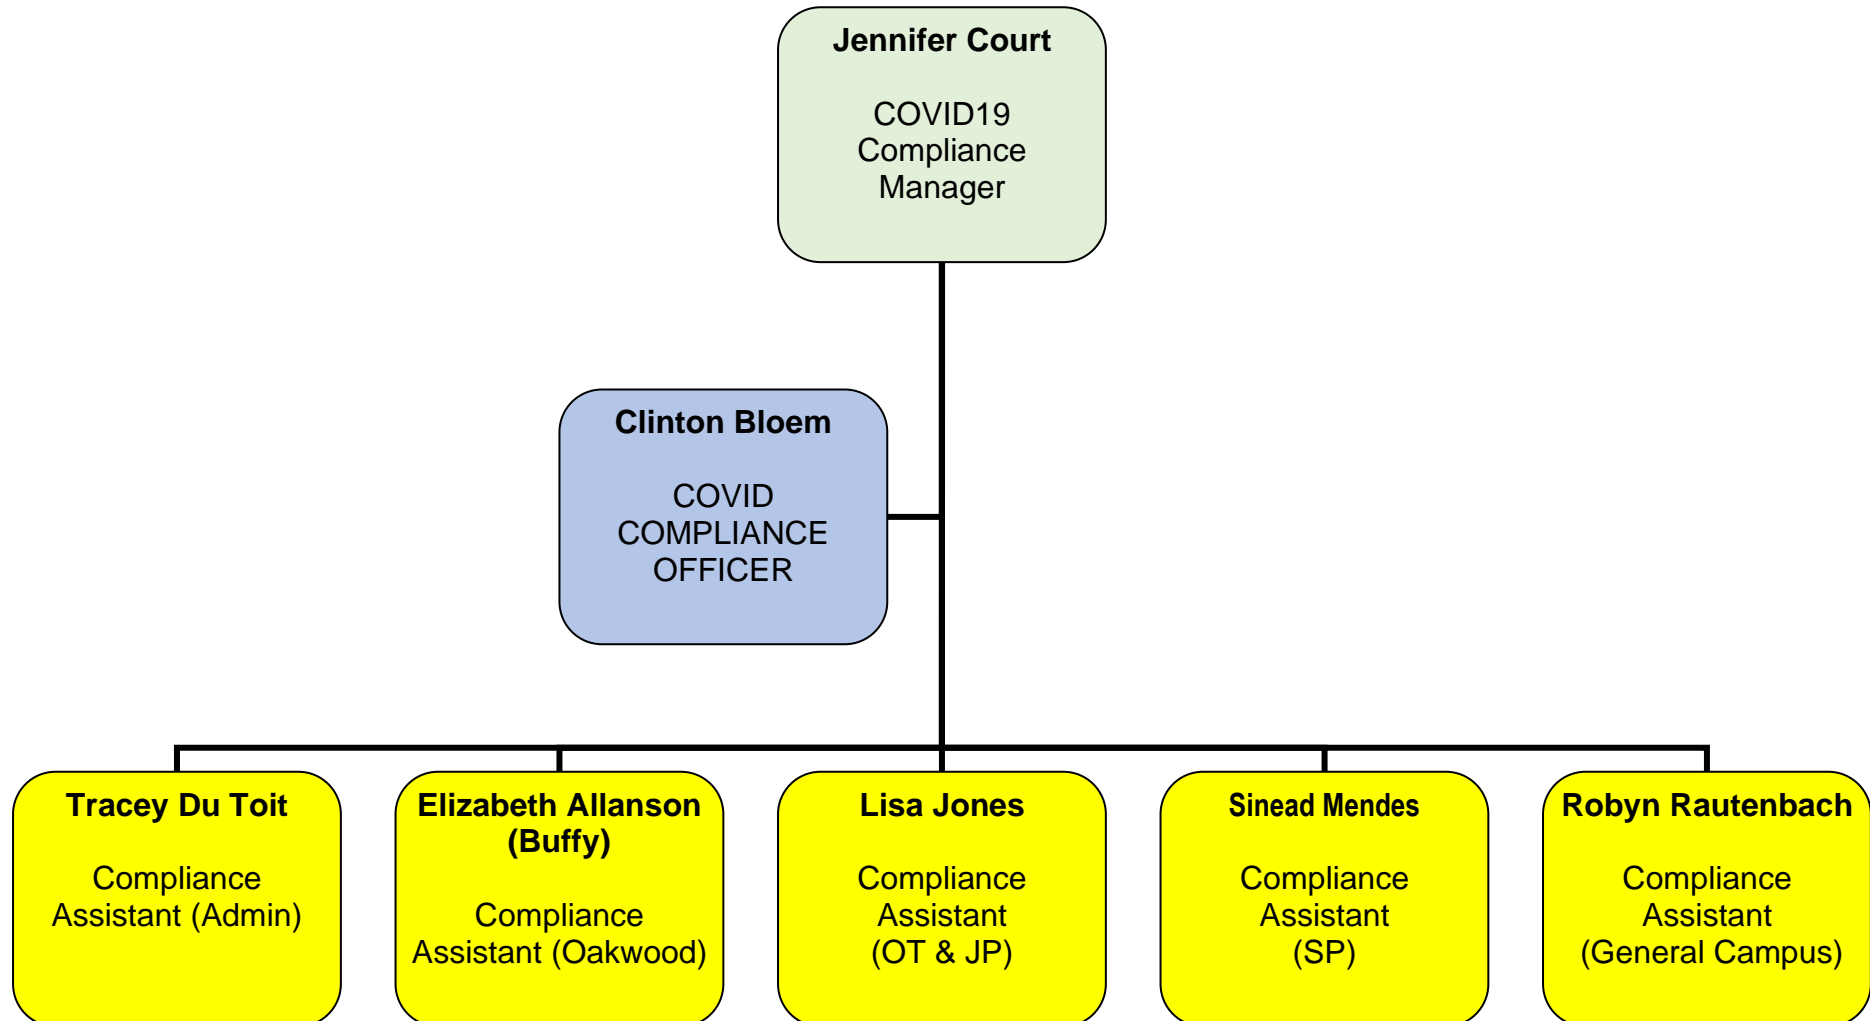 Jennifer Court
COVID19
Compliance
Manager
Clinton Bloem
COVID
COMPLIANCE
OFFICER
Tracey Du Toit
Compliance
Assistant (Admin)
Elizabeth Allanson
(Buffy)
Compliance
Assistant (Oakwood)
Lisa Jones
Compliance
Assistant
(OT & JP)
Sinead Mendes
Compliance
Assistant
(SP)
Robyn Rautenbach
Compliance
Assistant
(General Campus)